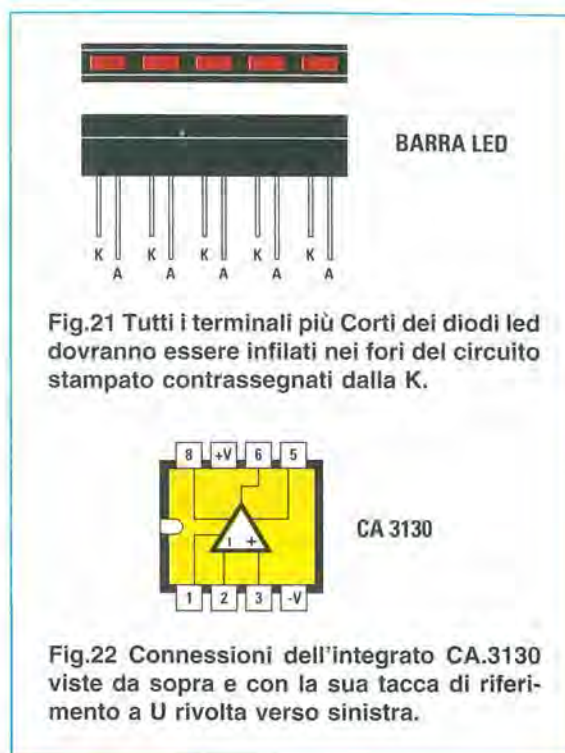 BARRA LED
K K K K K
A A A A A
Fig.21 Tutti i terminali più Corti dei diodi led
dovranno essere infilati nei fori del circuito
stampato contrassegnati dalla K.
8 +V 6 5
CA 3130
1 2 3 -V
Fig.22 Connessioni dell'integrato CA.3130
viste da sopra e con la sua tacca di riferi-
mento a U rivolta verso sinistra.